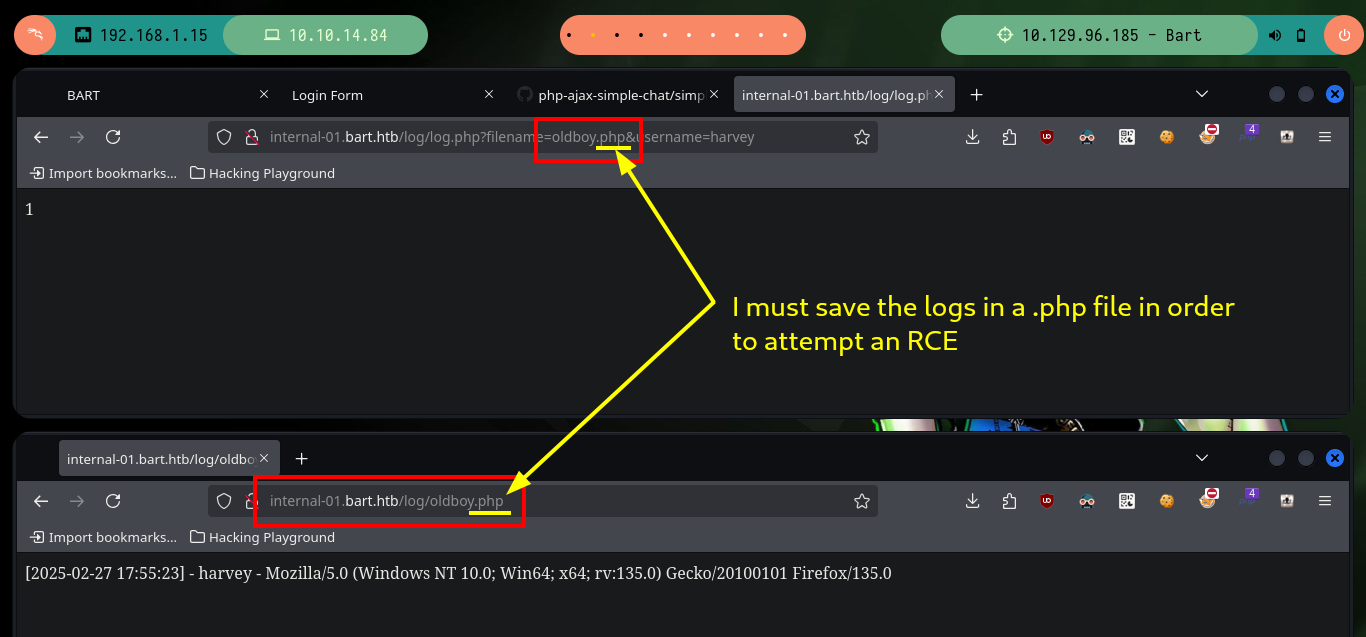 192.168.1.15
10.10.14.84
10.129.96.185 - Bart
BART
Login Form
php-ajax-simple-chat/simp
internal-01.bart.htb/log/log.ph
internal-01.bart.htb/log/log.php?filename=oldboy.php&username=harvey
4
Import bookmarks...
Hacking Playground
1
I must save the logs in a .php file in order
to attempt an RCE
internal-01.bart.htb/log/oldbo
internal-01.bart.htb/log/oldboy.php
4
Import bookmarks...
Hacking Playground
[2025-02-27 17:55:23] - harvey - Mozilla/5.0 (Windows NT 10.0; Win64; x64; rv:135.0) Gecko/20100101 Firefox/135.0